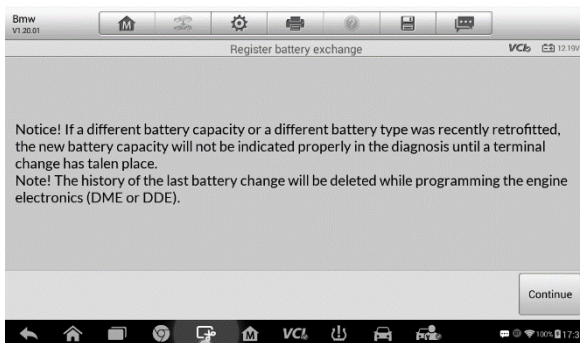 Bmw
V1.20.01
Register battery exchange
VCI
12.19V
Notice! If a different battery capacity or a different battery type was recently retrofitted,
the new battery capacity will not be indicated properly in the diagnosis until a terminal
change has talen place.
Note! The history of the last battery change will be deleted while programming the engine
electronics (DME or DDE).
Continue
M
VCI
100%
17:3